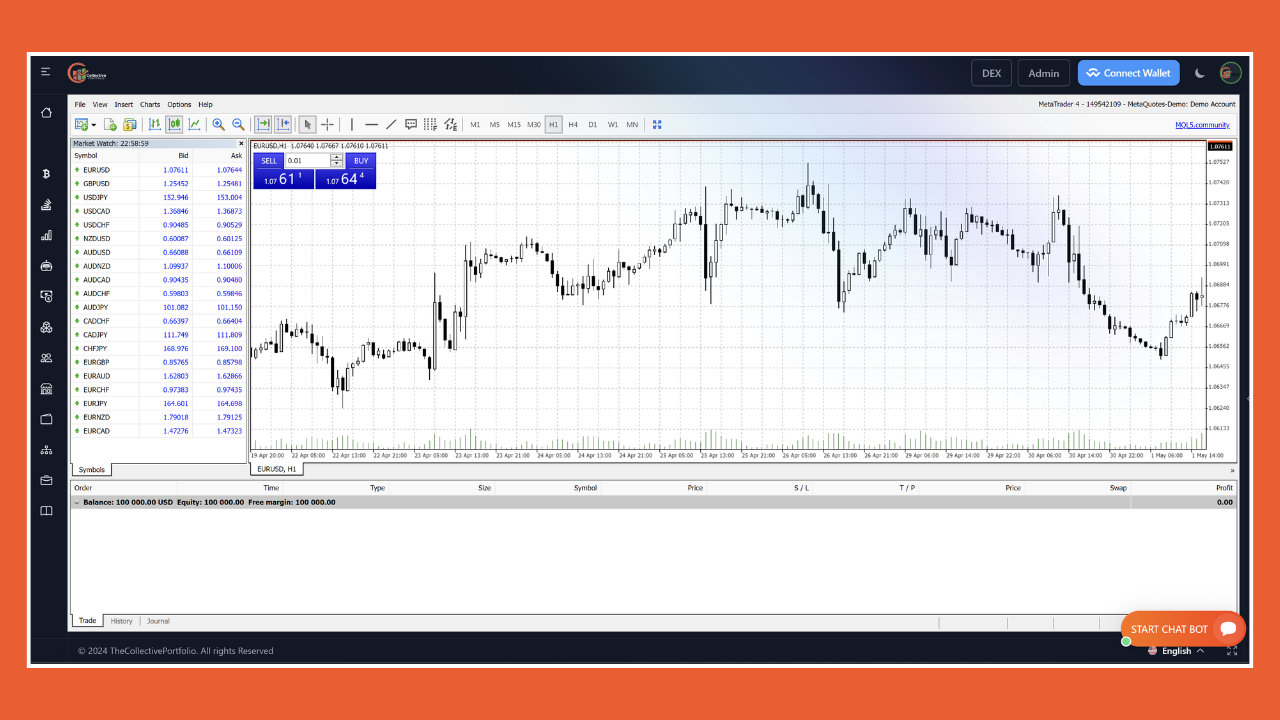 Collective
DEX
Admin
Connect Wallet
File View Insert Charts Options Help
MetaTrader 4 - 149542109 - MetaQuotes-Demo: Demo Account
M1 M5 M15 M30 H1 H4 D1 W1 MN
MQL5.community
Market Watch: 22:58:59
Symbol Bid Ask
EURUSD 1.07611 1.07644
GBPUSD 1.25452 1.25481
USDJPY 152.946 153.004
USDCAD 1.36846 1.36873
USDCHF 0.90485 0.90529
NZDUSD 0.60087 0.60125
AUDUSD 0.66088 0.66109
AUDNZD 1.09937 1.10006
AUDCAD 0.90435 0.90480
AUDCHF 0.59803 0.59846
AUDJPY 101.082 101.150
CADCHF 0.66397 0.66404
CADJPY 111.749 111.809
CHFJPY 168.976 169.100
EURGBP 0.85765 0.85798
EURAUD 1.62803 1.62866
EURCHF 0.97383 0.97435
EURJPY 164.601 164.698
EURNZD 1.79018 1.79125
EURCAD 1.47276 1.47323
Symbols
EURUSD,H1 1.07640 1.07667 1.07610 1.07611
SELL 0.01 BUY
1.07 61 1 1.07 64 4
1.07611
1.07527
1.07420
1.07313
1.07205
1.07098
1.06991
1.06884
1.06776
1.06669
1.06562
1.06455
1.06347
1.06240
1.06133
19 Apr 20:00 22 Apr 05:00 22 Apr 13:00 22 Apr 21:00 23 Apr 05:00 23 Apr 13:00 23 Apr 21:00 24 Apr 05:00 24 Apr 13:00 24 Apr 21:00 25 Apr 05:00 25 Apr 13:00 25 Apr 21:00 26 Apr 05:00 26 Apr 13:00 26 Apr 21:00 29 Apr 06:00 29 Apr 14:00 29 Apr 22:00 30 Apr 06:00 30 Apr 14:00 30 Apr 22:00 1 May 06:00 1 May 14:00
EURUSD, H1
Order Time Type Size Symbol Price S / L T / P Price Swap Profit
Balance: 100 000.00 USD Equity: 100 000.00 Free margin: 100 000.00 0.00
Trade History Journal
START CHAT BOT
© 2024 TheCollectivePortfolio. All rights Reserved
English